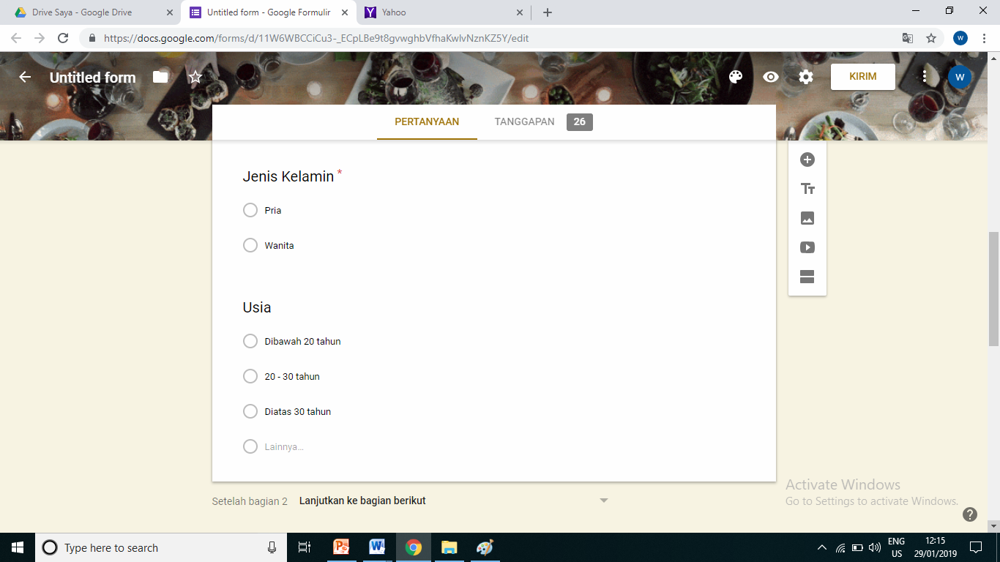 Drive Saya - Google Drive
Untitled form - Google Formulir
Yahoo
https://docs.google.com/forms/d/11W6WBCCiCu3-_ECpLBe9t8gvwghbVfhaKwlvNznKZ5Y/edit
W
Untitled form
KIRIM
W
PERTANYAAN
TANGGAPAN
26
Jenis Kelamin *
Pria
Wanita
Usia
Dibawah 20 tahun
20 - 30 tahun
Diatas 30 tahun
Lainnya...
Setelah bagian 2 Lanjutkan ke bagian berikut
Activate Windows
Go to Settings to activate Windows.
Type here to search
ENG
US
12:15
29/01/2019